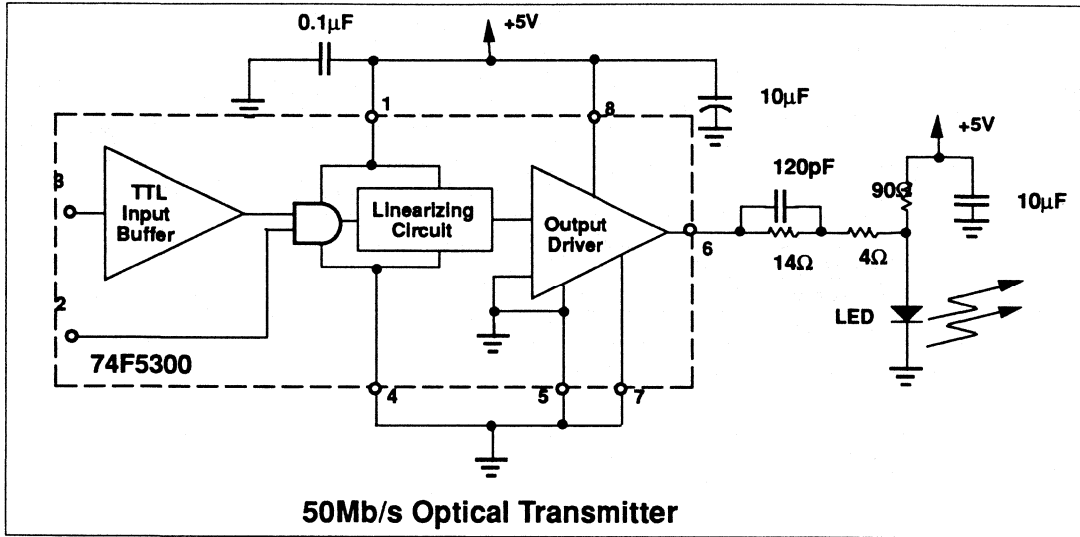 0.1µF
+5V
10µF
1
8
+5V
3
TTL
Input
Buffer
Linearizing
Circuit
Output
Driver
6
120pF
90Ω
10µF
14Ω
4Ω
2
LED
74F5300
4
5
7
50Mb/s Optical Transmitter